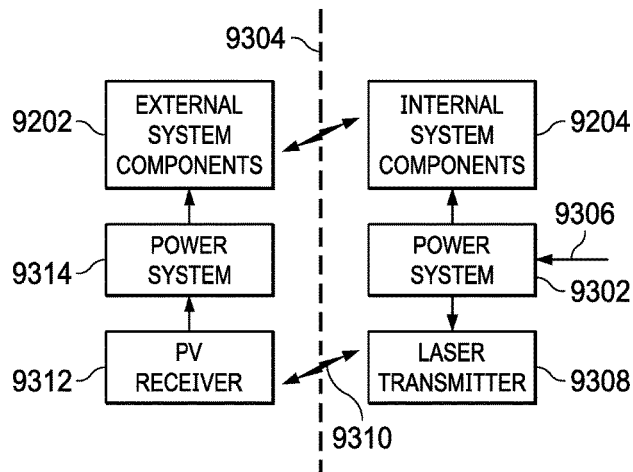 9304
9202
EXTERNAL
SYSTEM
COMPONENTS
INTERNAL
SYSTEM
COMPONENTS
9204
9314
POWER
SYSTEM
POWER
SYSTEM
9306
9302
9312
PV
RECEIVER
LASER
TRANSMITTER
9308
9310